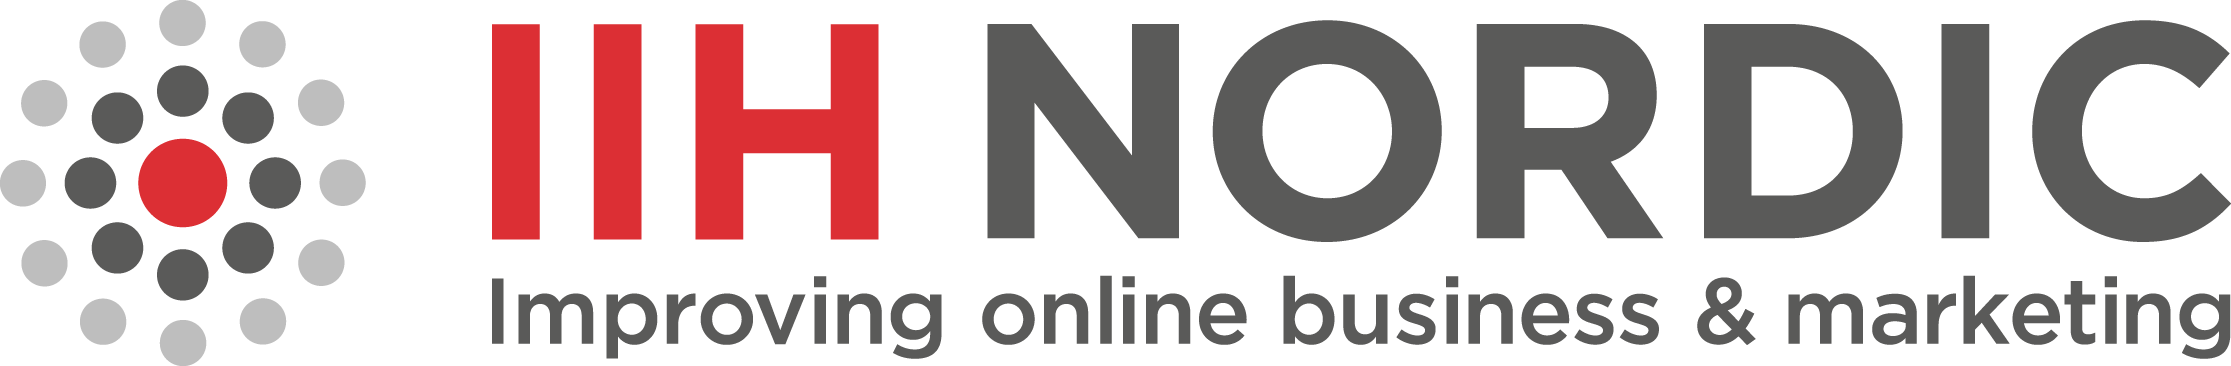 IIH NORDIC
Improving online business & marketing